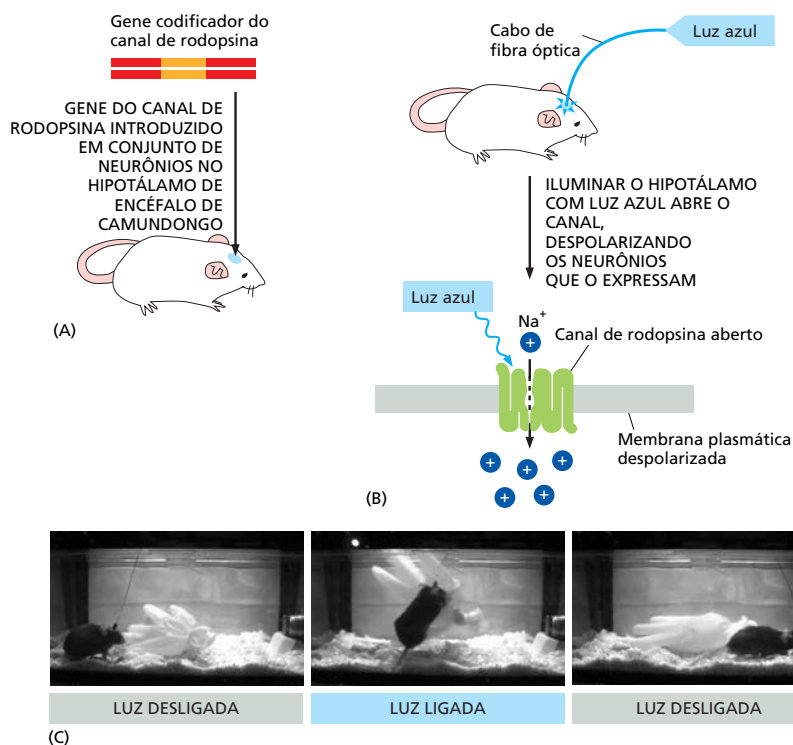 Gene codificador do
canal de rodopsina
GENE DO CANAL DE
RODOPSINA INTRODUZIDO
EM CONJUNTO DE
NEURÔNIOS NO
HIPOTÁLAMO DE
ENCÉFALO DE
CAMUNDONGO
(A)
Cabo de
fibra óptica
Luz azul
ILUMINAR O HIPOTÁLAMO
COM LUZ AZUL ABRE O
CANAL,
DESPOLARIZANDO
OS NEURÔNIOS
QUE O EXPRESSAM
Luz azul
Na+
+
Canal de rodopsina aberto
Membrana plasmática
despolarizada
+
+
+
+
+
+
(B)
LUZ DESLIGADA
LUZ LIGADA
LUZ DESLIGADA
(C)